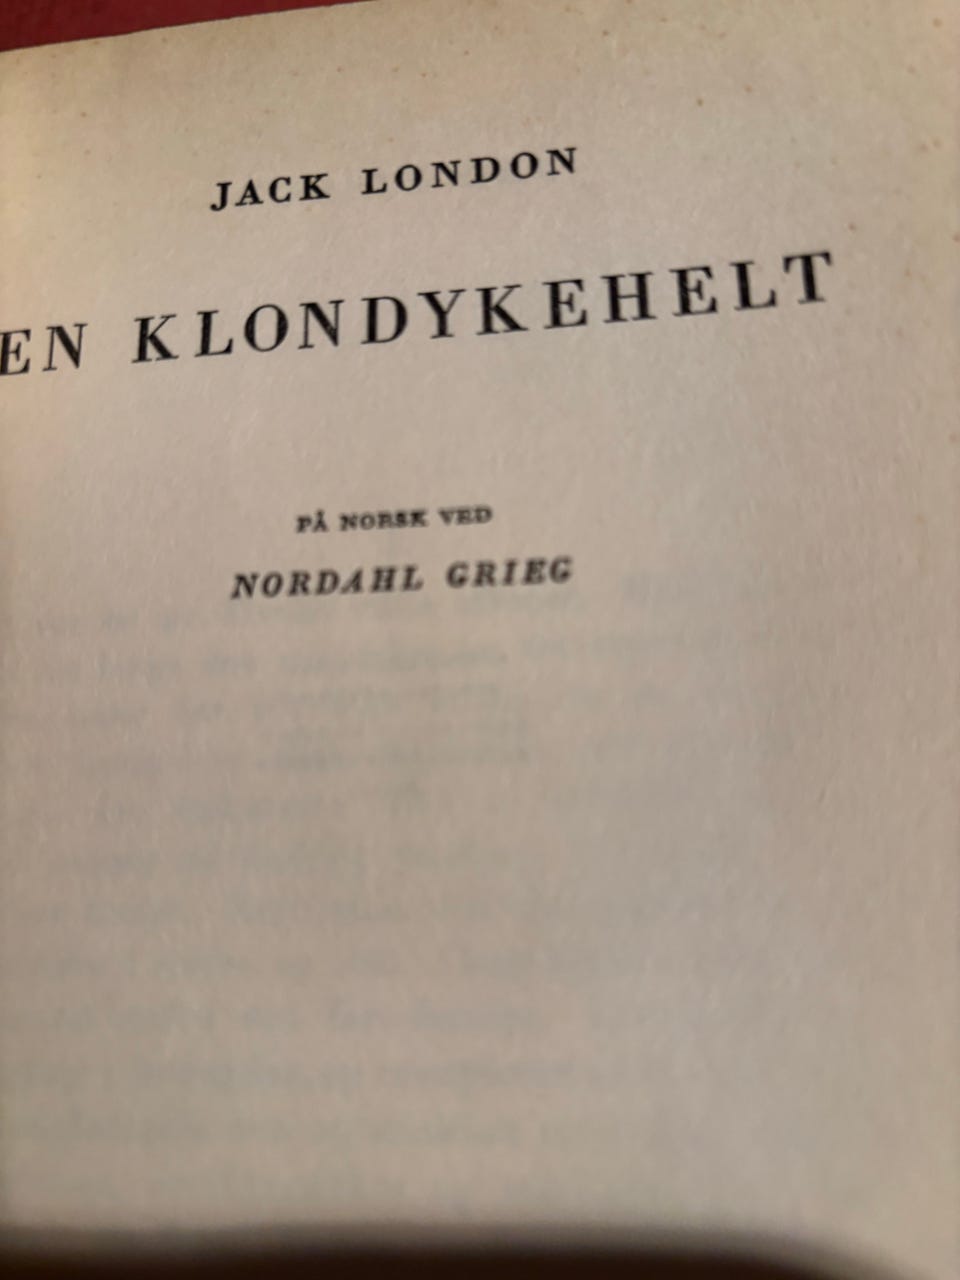 JACK LONDON
EN KLONDYKEHELT
PÅ NORSK VED
NORDAHL GRIEG